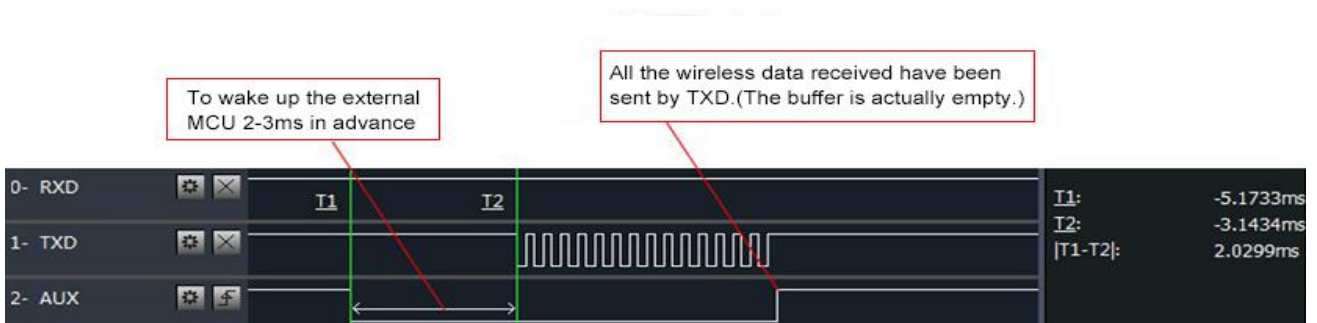 To wake up the external
MCU 2-3ms in advance
All the wireless data received have been
sent by TXD.(The buffer is actually empty.)
0- RXD
T1
T2
1- TXD
2- AUX
T1: -5.1733ms
T2: -3.1434ms
|T1-T2|: 2.0299ms